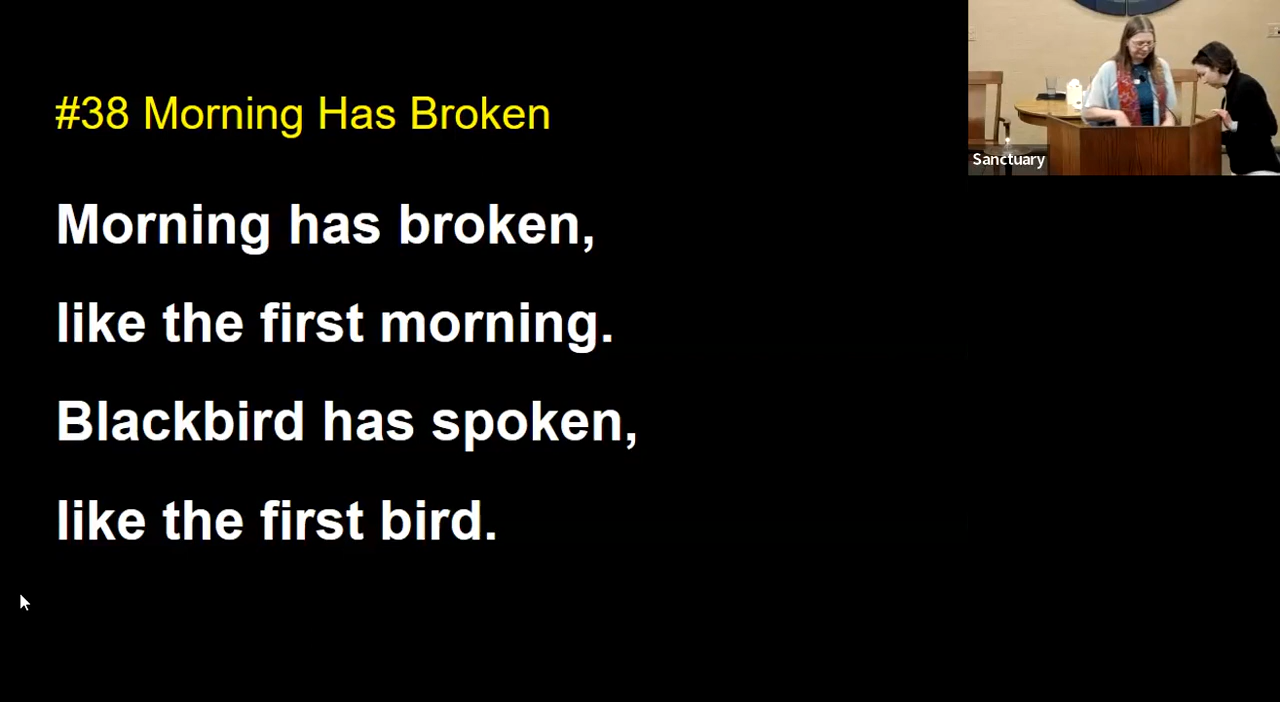 #38 Morning Has Broken
Morning has broken,
like the first morning.
Blackbird has spoken,
like the first bird.
Sanctuary